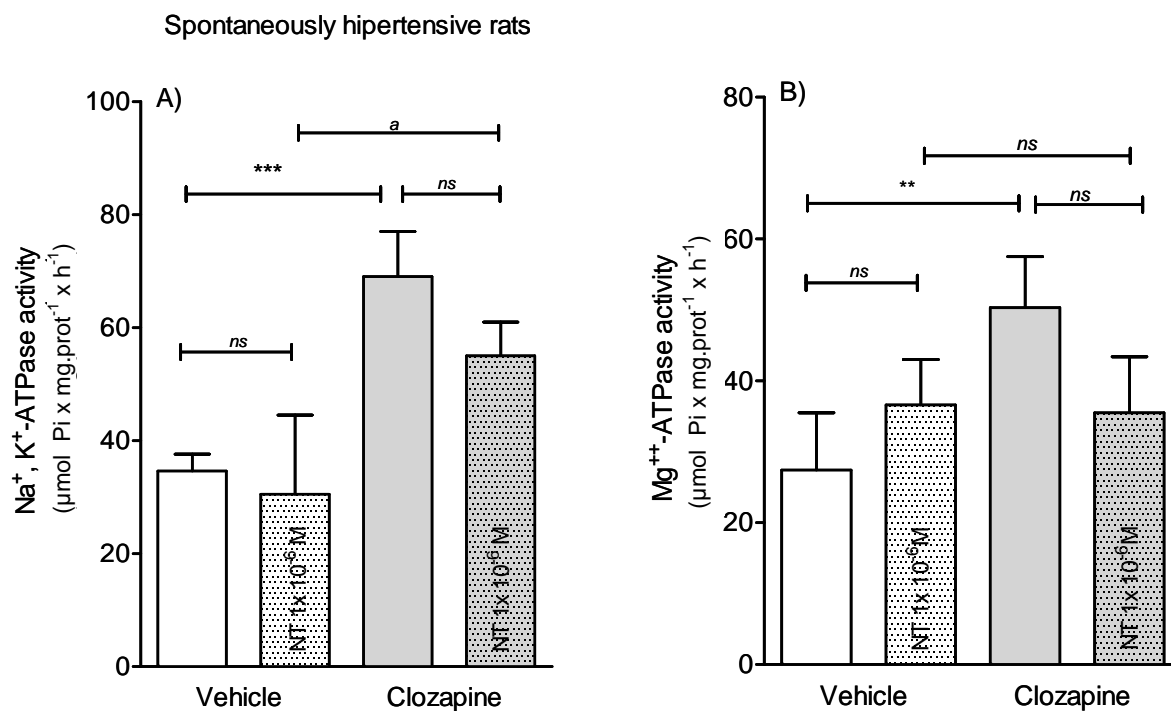 Spontaneously hipertensive rats
A)
Na⁺, K⁺-ATPase activity
(µmol Pi x mg.prot⁻¹ x h⁻¹)
100
80
60
40
20
0
a
***
ns
ns
NT 1x 10⁻⁶ M
NT 1x 10⁻⁶ M
Vehicle
Clozapine
B)
Mg⁺⁺-ATPase activity
(µmol Pi x mg.prot⁻¹ x h⁻¹)
80
60
40
20
0
ns
**
ns
ns
NT 1x 10⁻⁶M
NT 1x 10⁻⁶M
Vehicle
Clozapine